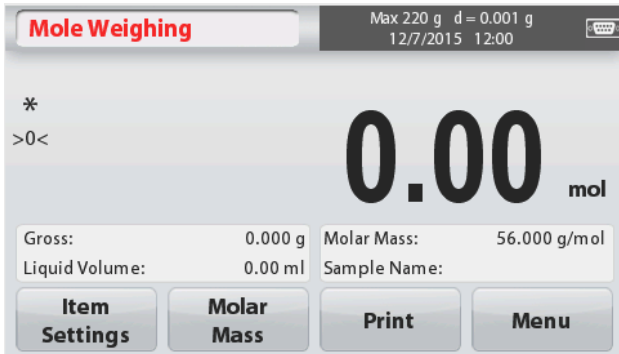 Mole Weighing
Max 220 g   d = 0.001 g
12/7/2015   12:00
*
>0<
0.00 mol
Gross: 0.000 g
Liquid Volume: 0.00 ml
Molar Mass: 56.000 g/mol
Sample Name:
Item
Settings
Molar
Mass
Print
Menu